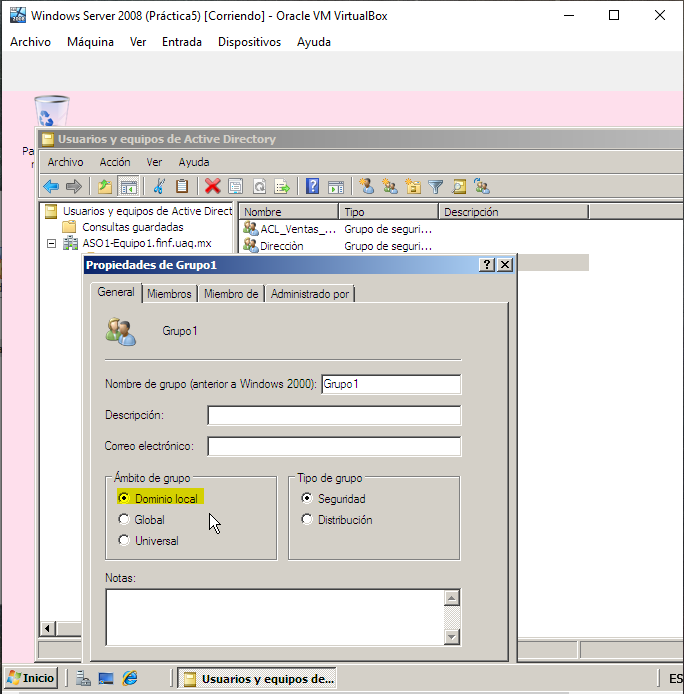 Windows Server 2008 (Práctica5) [Corriendo] - Oracle VM VirtualBox
Archivo Máquina Ver Entrada Dispositivos Ayuda
Usuarios y equipos de Active Directory
Archivo Acción Ver Ayuda
Usuarios y equipos de Active Direct
Consultas guardadas
ASO1-Equipo1.finf.uaq.mx
Nombre Tipo Descripción
ACL_Ventas_... Grupo de seguri...
Dirección Grupo de seguri...
Propiedades de Grupo1
General Miembros Miembro de Administrado por
Grupo1
Nombre de grupo (anterior a Windows 2000): Grupo1
Descripción:
Correo electrónico:
Ámbito de grupo
Dominio local
Global
Universal
Tipo de grupo
Seguridad
Distribución
Notas:
Inicio Usuarios y equipos de... ES